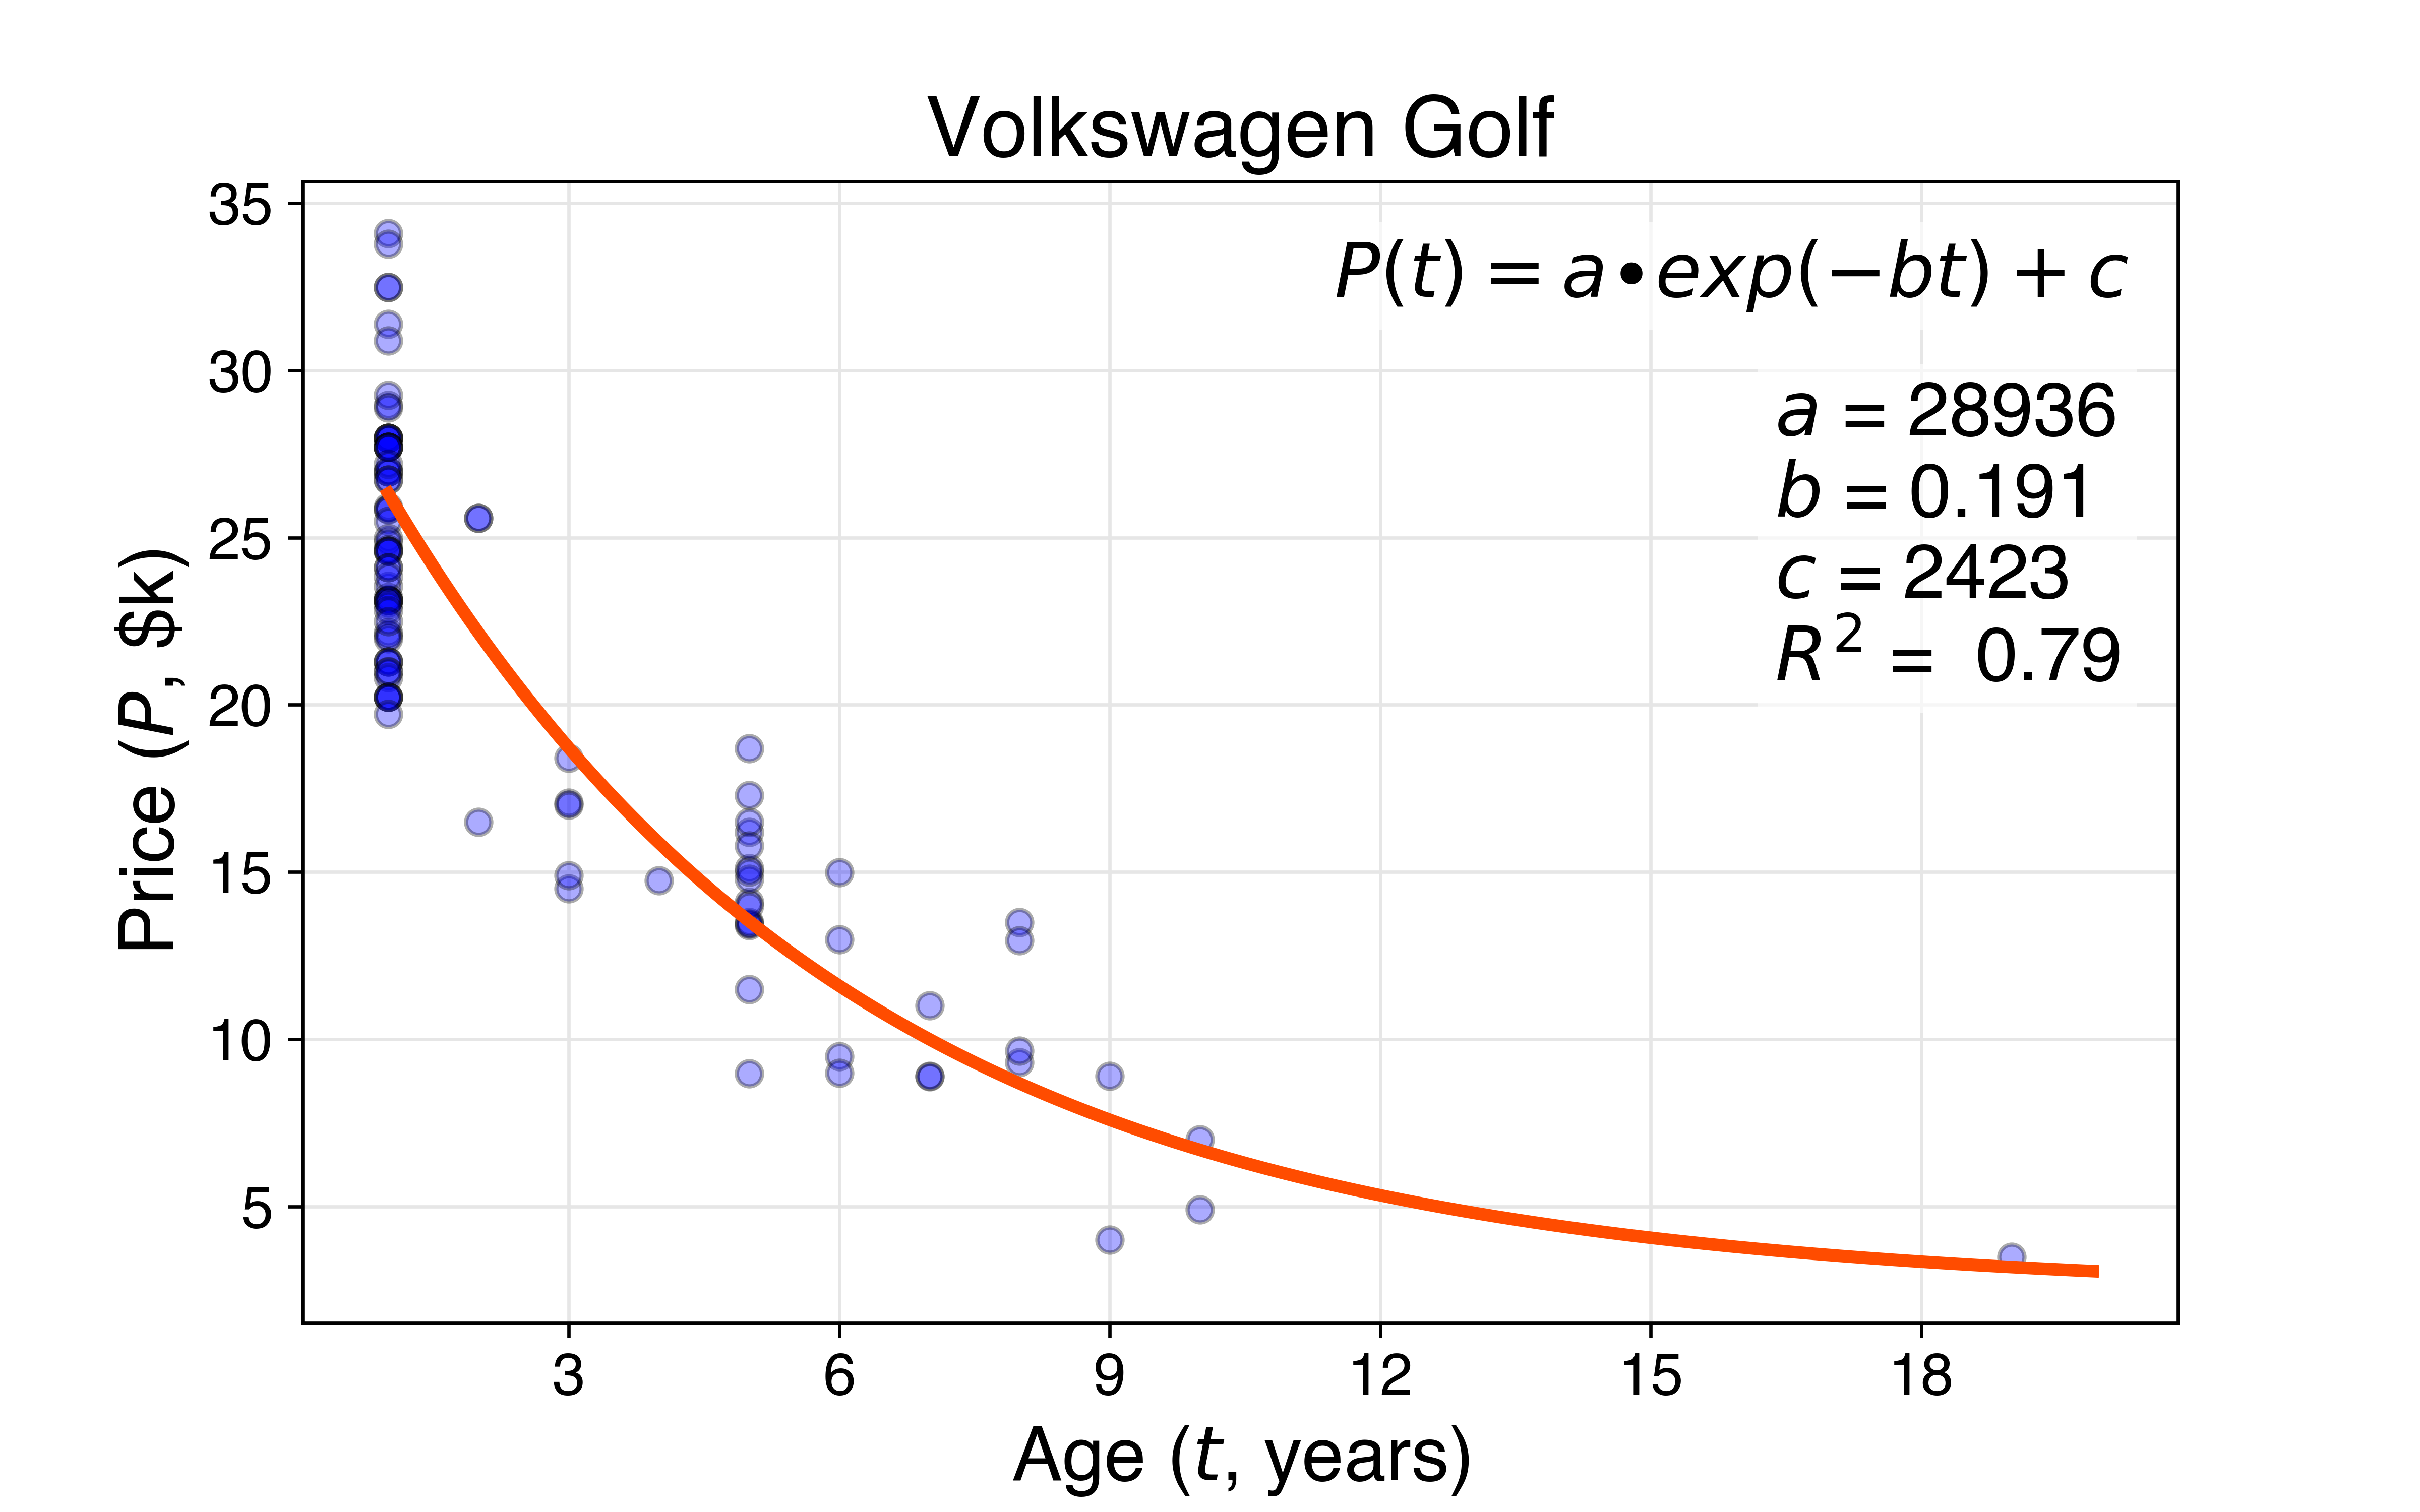 Volkswagen Golf
P(t) = a•exp(−bt) + c
a = 28936
b = 0.191
c = 2423
R² = 0.79
Price (P, $k)
35
30
25
20
15
10
5
3 6 9 12 15 18
Age (t, years)